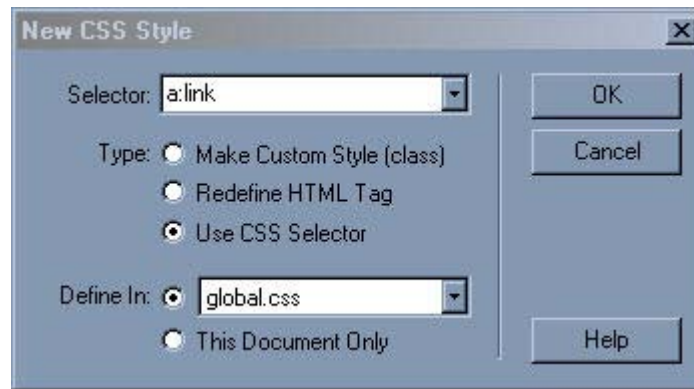 New CSS Style
Selector: a:link
OK
Type: Make Custom Style (class)
Cancel
Redefine HTML Tag
Use CSS Selector
Define In: global.css
This Document Only
Help